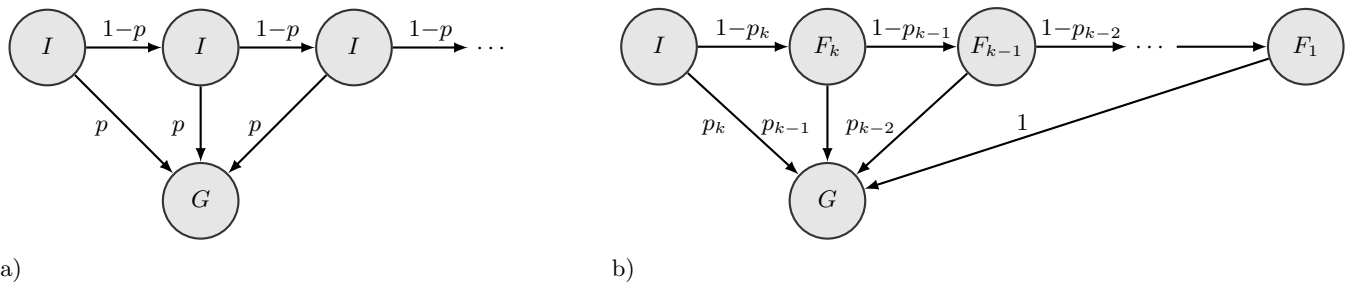 I 1−p I 1−p I 1−p ···
p p p
G
a)
I 1−p_k F_k 1−p_{k−1} F_{k−1} 1−p_{k−2} ··· F_1
p_k p_{k−1} p_{k−2} 1
G
b)